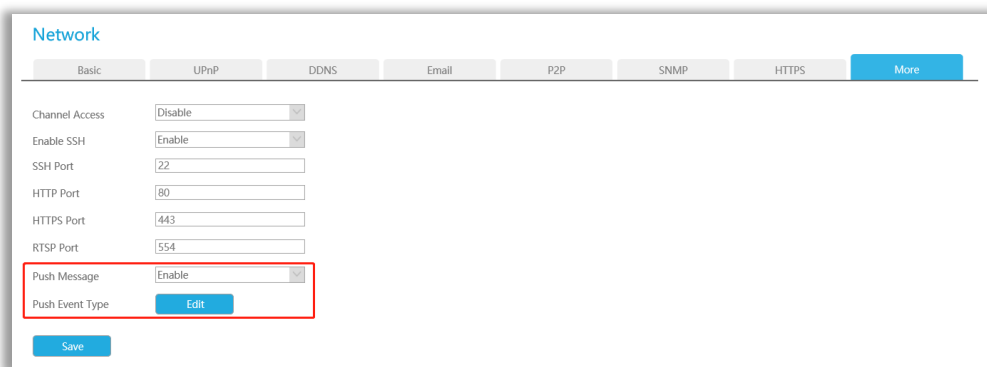 Network
Basic UPnP DDNS Email P2P SNMP HTTPS More
Channel Access Disable
Enable SSH Enable
SSH Port 22
HTTP Port 80
HTTPS Port 443
RTSP Port 554
Push Message Enable
Push Event Type Edit
Save